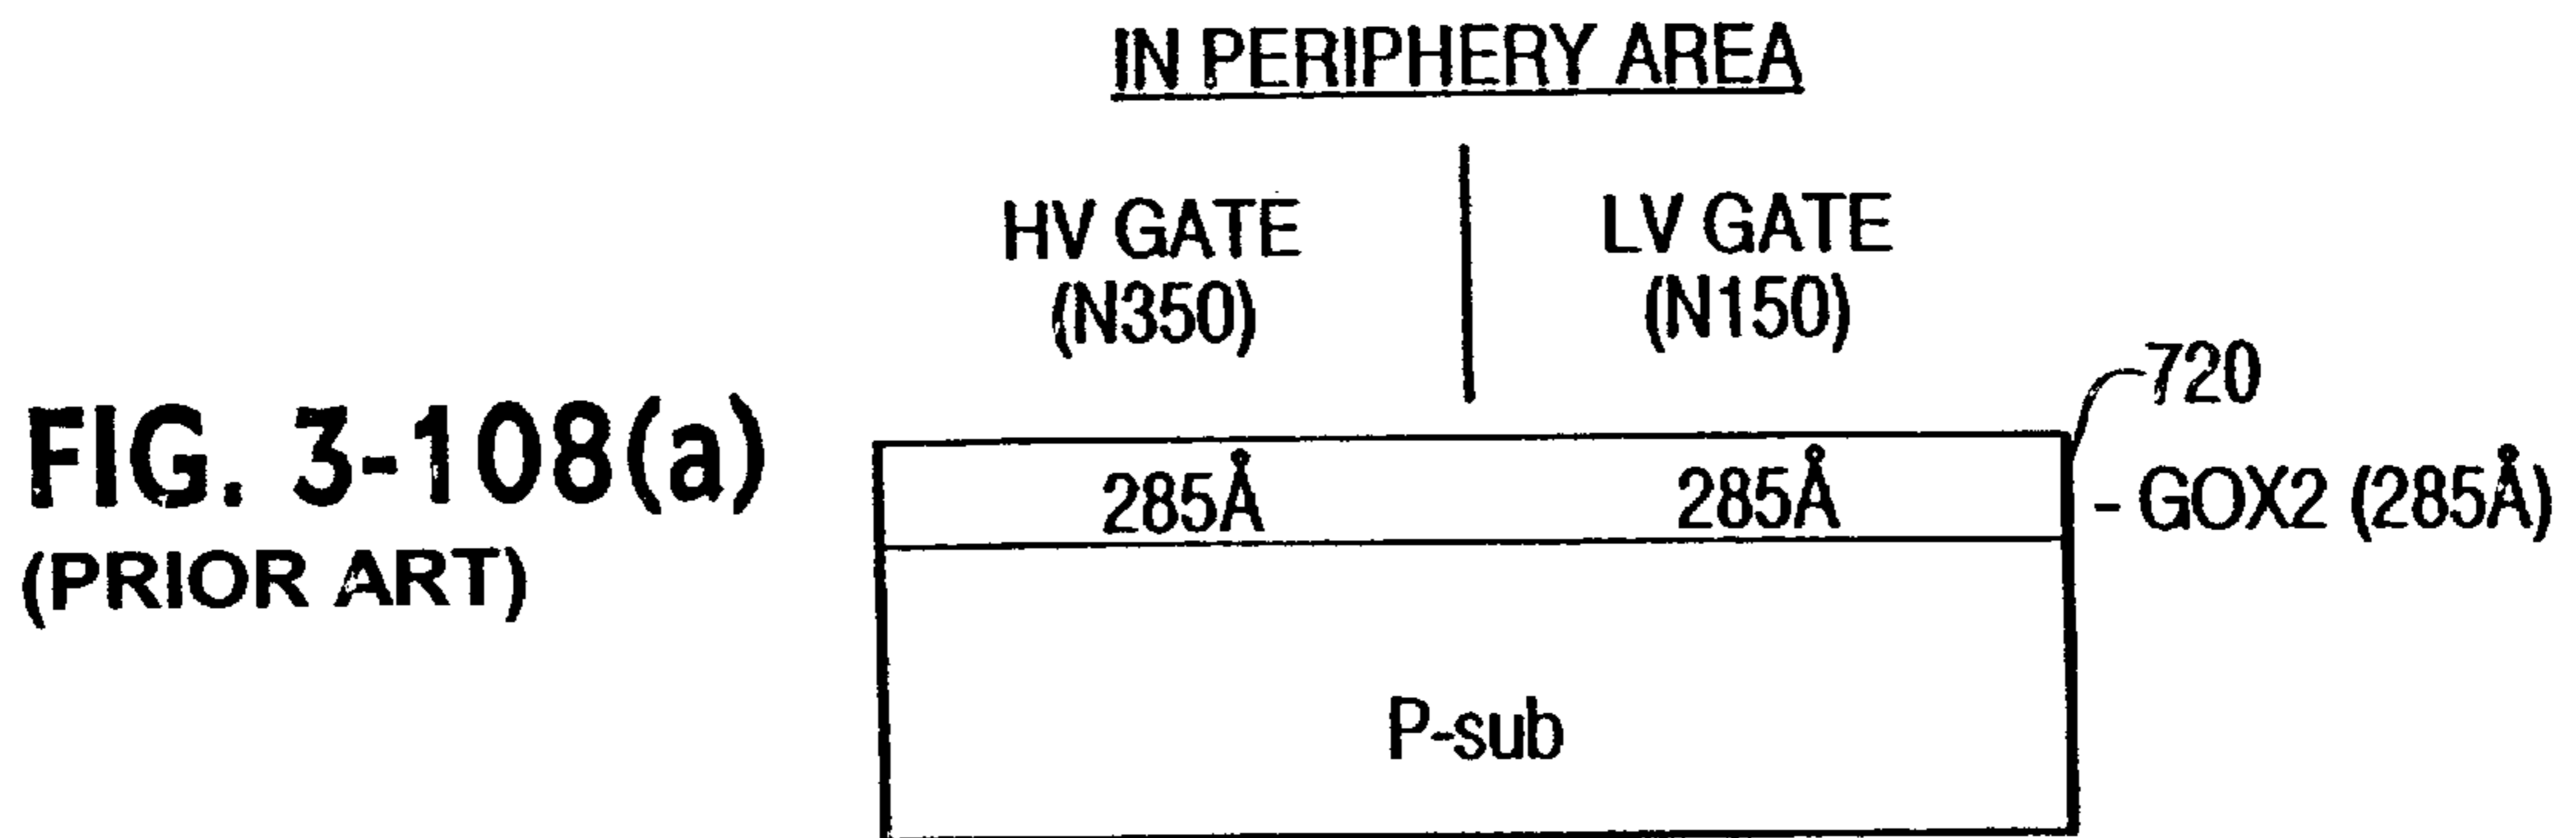 IN PERIPHERY AREA
HV GATE
(N350)
LV GATE
(N150)
720
FIG. 3-108(a)
(PRIOR ART)
285Å
285Å
- GOX2 (285Å)
P-sub